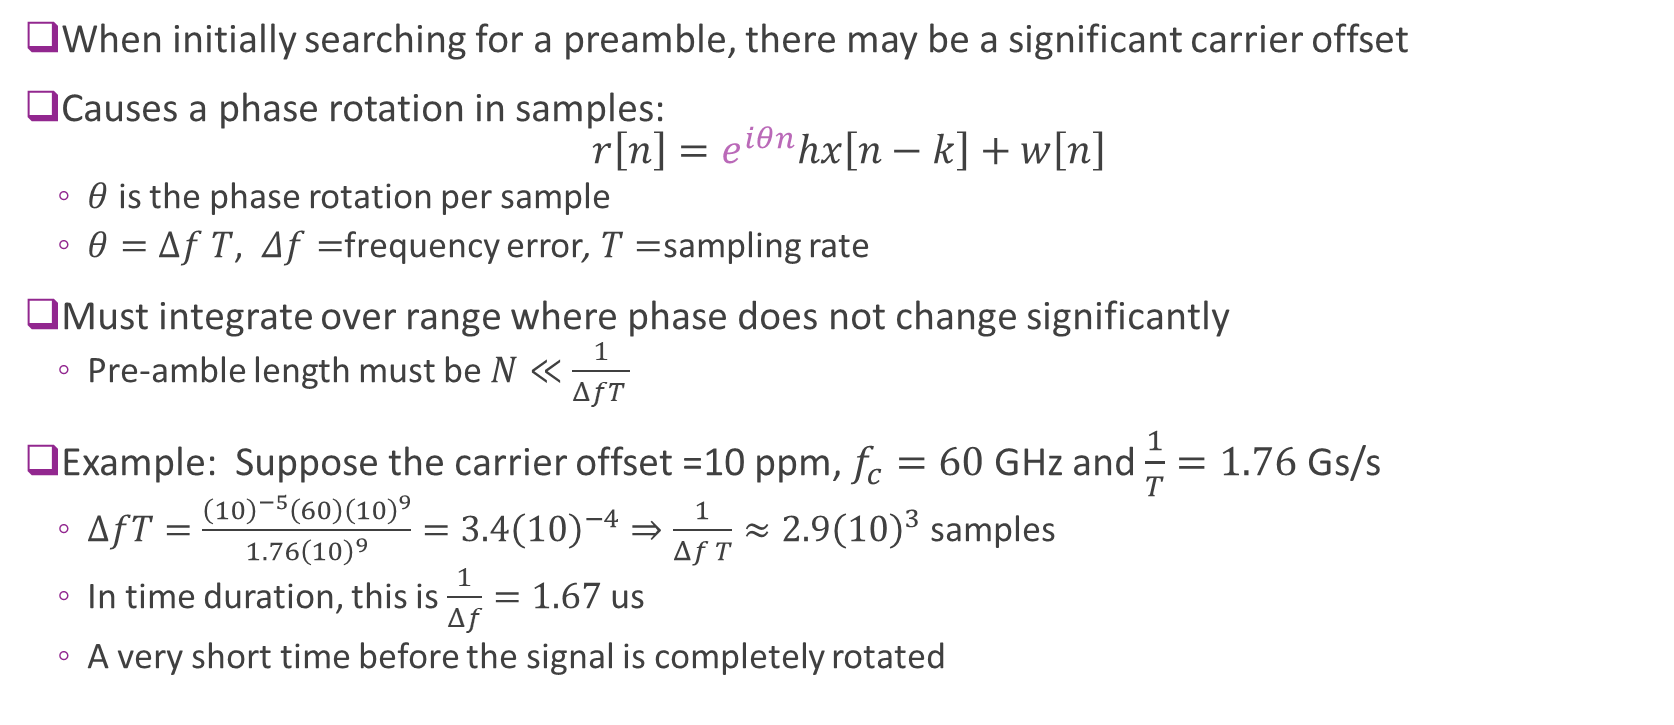 ❑When initially searching for a preamble, there may be a significant carrier offset
❑Causes a phase rotation in samples:
r[n] = e^{iθn}hx[n − k] + w[n]
◦ θ is the phase rotation per sample
◦ θ = Δf T, Δf =frequency error, T =sampling rate
❑Must integrate over range where phase does not change significantly
◦ Pre-amble length must be N ≪ \frac{1}{ΔfT}
❑Example: Suppose the carrier offset =10 ppm, f_c = 60 GHz and \frac{1}{T} = 1.76 Gs/s
◦ ΔfT = \frac{(10)^{−5}(60)(10)^9}{1.76(10)^9} = 3.4(10)^{−4} ⇒ \frac{1}{Δf T} ≈ 2.9(10)^3 samples
◦ In time duration, this is \frac{1}{Δf} = 1.67 us
◦ A very short time before the signal is completely rotated